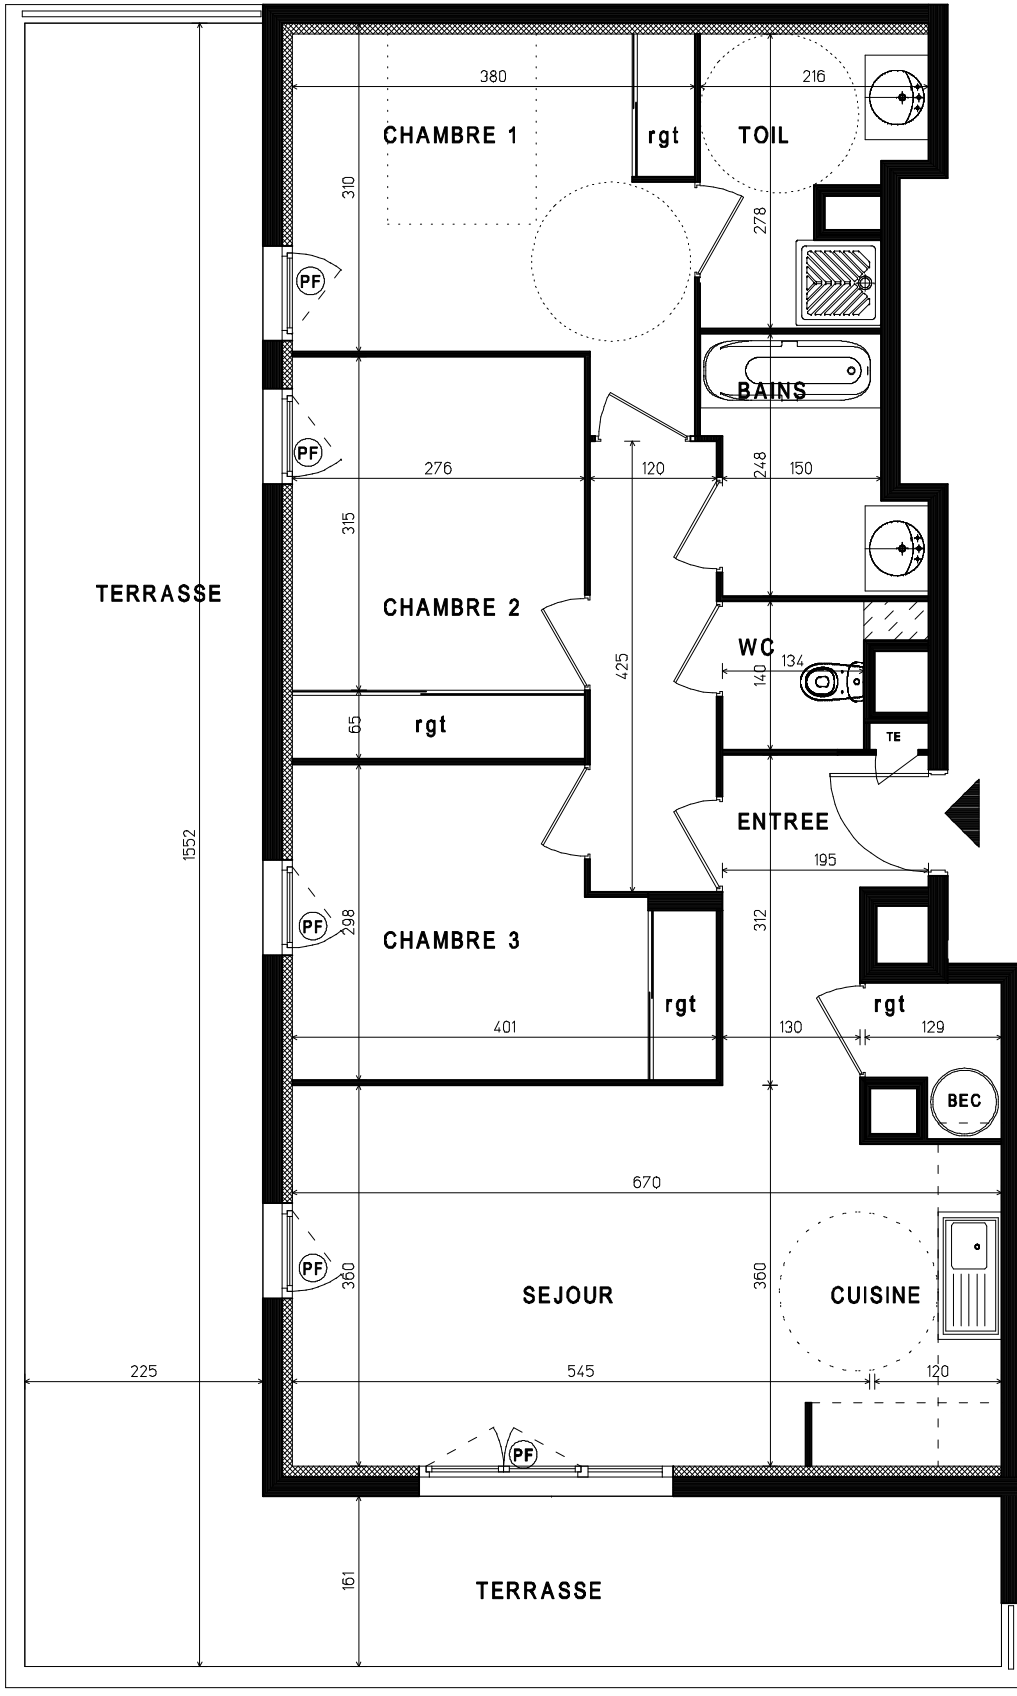 380
216
CHAMBRE 1
rgt
TOIL
310
278
PF
BAINS
PF
276
120
248
150
315
TERRASSE
CHAMBRE 2
WC
134
425
140
65
rgt
TE
1552
ENTREE
195
298
312
PF
CHAMBRE 3
rgt
rgt
401
130
129
BEC
670
PF
360
360
SEJOUR
CUISINE
225
545
120
PF
161
TERRASSE